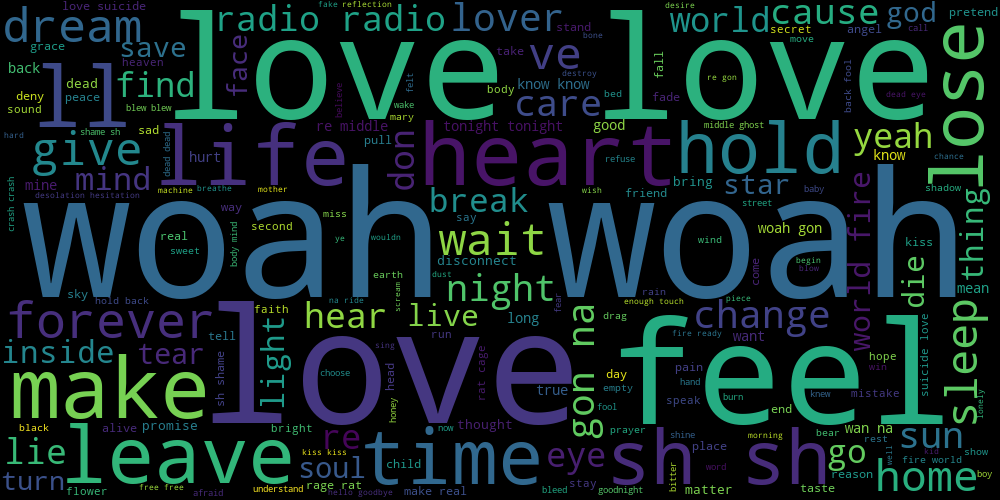 love suicide
fake reflection
desire
pretend
dream
radio radio
lover
world
cause
god
secret
angel
move
call
stand
bone
grace
save
heaven
face
love love
ve
take
know know
destroy
fall
re gon
lose
back
dead
peace
find
deny
sound
blew blew
ll
care
body
bed
felt
believe
wake
mary
fade
back fool
dead eye
hard
shame sh
sad
life
re middle
tonight tonight
good
middle ghost
yeah
know
chance
give
dead dead
hurt
don
pull
heart
refuse
hold
mine
mind
machine
breathe
mother
wish
friend
bring
star
baby
shadow
desolation hesitation
crash crash
woah woah
break
say
street
way
miss
second
real
sweet
body mind
ye
wouldn
wait
woah gon
wind
kiss
thing
world fire
disconnect
come
begin
blow
die
mean
sky
hold back
earth
dust
scream
night
fear
rain
enough touch
piece
forever
faith
na ride
hear
live
long
gon na
drag
change
fire ready
want
sleep
inside
tear
tell
light
sing
run
choose
rat cage
true
day
empty
fool
love
feel
pain
hand
speak
burn
knew
end
hope
win
mistake
suicide love
lonely
make
sh shame
head
honey
black
alive
promise
bright
now
thought
prayer
shine
place
morning
bear
wan na
rest
sun
show
lie
leave
re
kiss kiss
time
eye
sh sh
go
well
kid
fire world
turn
soul
child
rage rat
bitter
word
matter
taste
reason
home
boy
flower
free free
afraid
understand
hello goodbye
make real
bleed
stay
goodnight